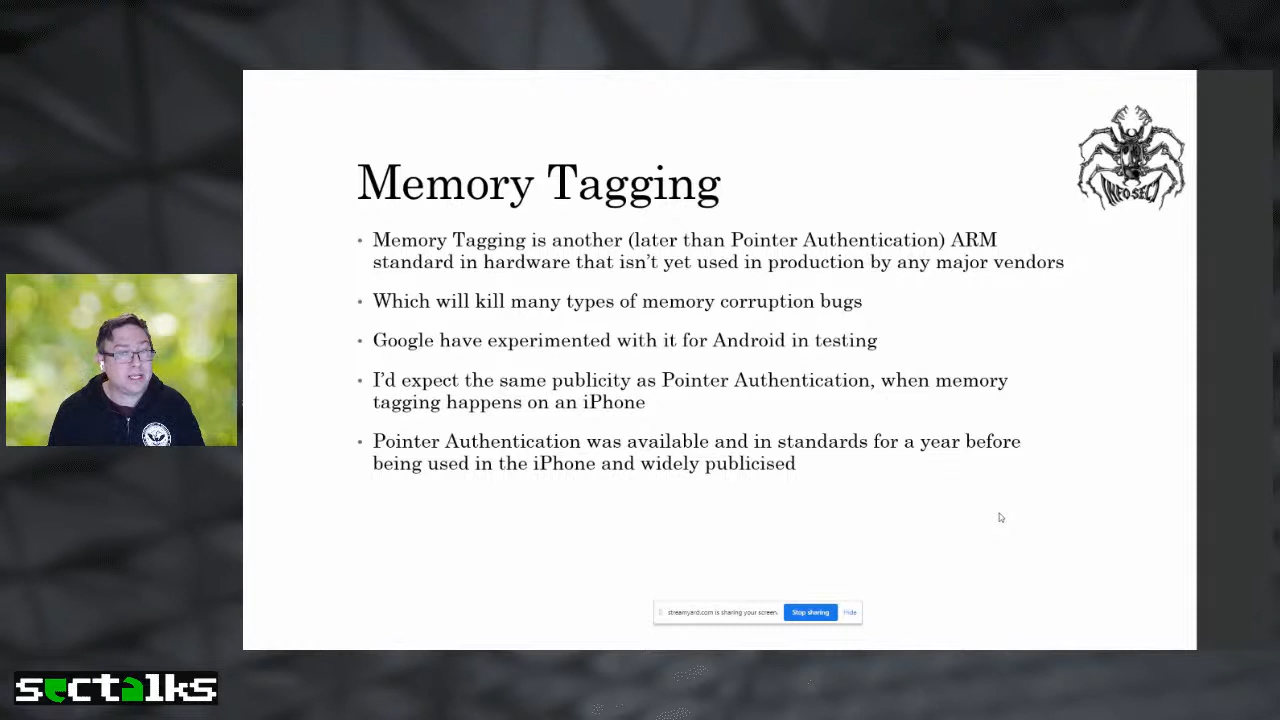 INFOSECT
Memory Tagging
• Memory Tagging is another (later than Pointer Authentication) ARM
standard in hardware that isn't yet used in production by any major vendors
• Which will kill many types of memory corruption bugs
• Google have experimented with it for Android in testing
• I'd expect the same publicity as Pointer Authentication, when memory
tagging happens on an iPhone
• Pointer Authentication was available and in standards for a year before
being used in the iPhone and widely publicised
streamyard.com is sharing your screen. Stop sharing Hide
sectalks